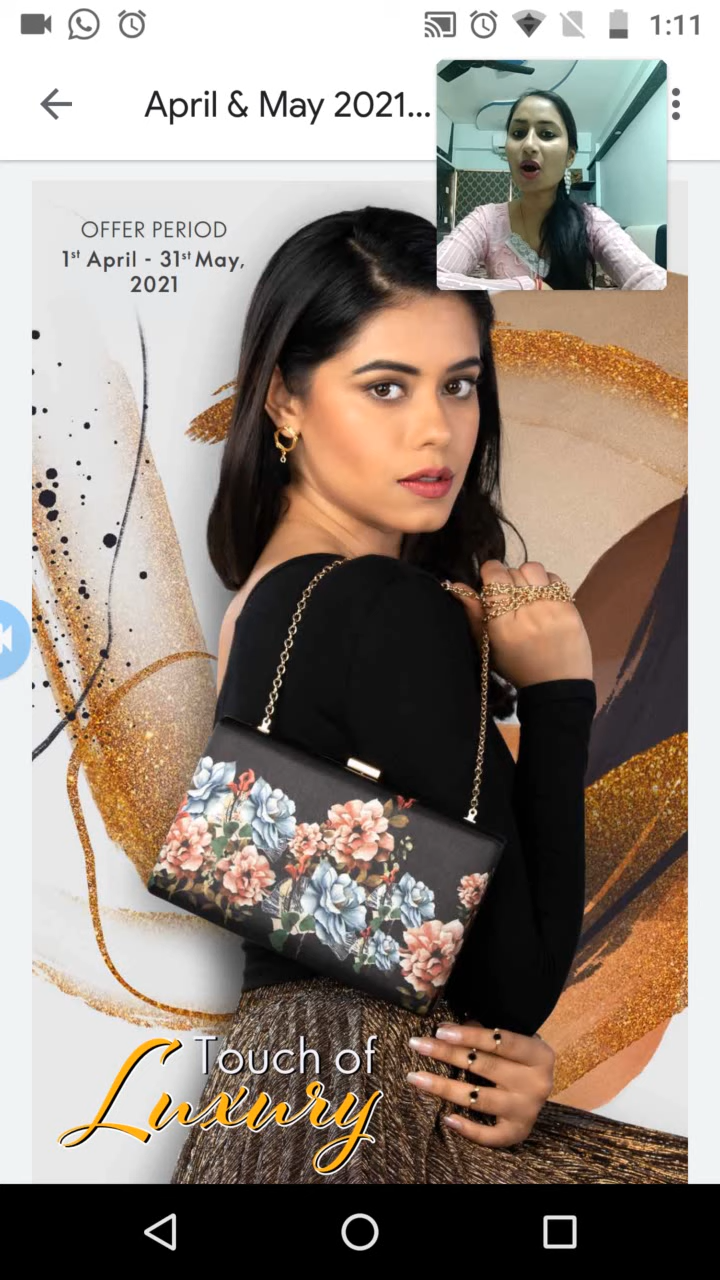 1:11
April & May 2021...
OFFER PERIOD
1st April - 31st May,
2021
Touch of
Luxury